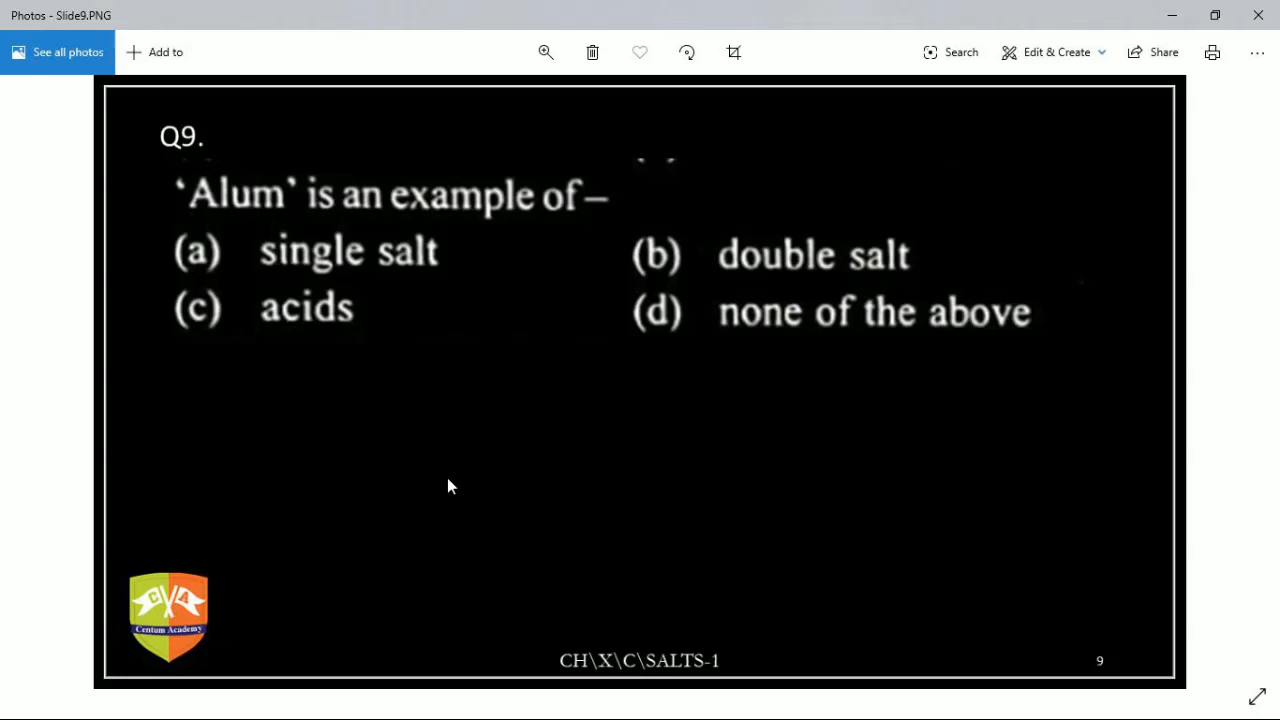 Photos - Slide9.PNG
See all photos
Add to
Search
Edit & Create
Share
Q9.
‘Alum’ is an example of –
(a) single salt (b) double salt
(c) acids (d) none of the above
C A
Centum Academy
CH\X\C\SALTS-1
9